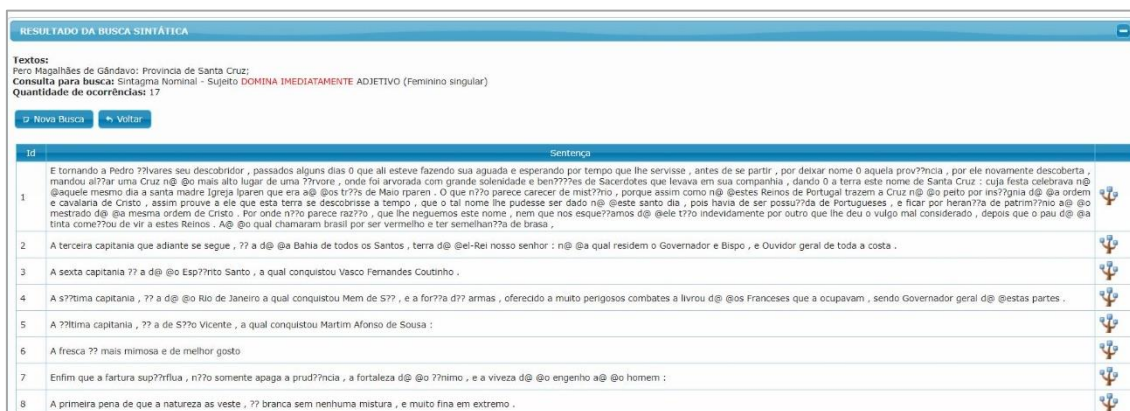 RESULTADO DA BUSCA SINTÁTICA
Textos:
Pero Magalhães de Gândavo: Provincia de Santa Cruz;
Consulta para busca: Sintagma Nominal - Sujeito DOMINA IMEDIATAMENTE ADJETIVO (Feminino singular)
Quantidade de ocorrências: 17
Nova Busca Voltar
Id Sentença
E tornando a Pedro ??lvares seu descobridor , passados alguns dias 0 que ali esteve fazendo sua aguada e esperando por tempo que lhe servisse , antes de se partir , por deixar nome 0 aquela prov??ncia , por ele novamente descoberta ,
mandou al??ar uma Cruz n@ @o mais alto lugar de uma ??rvore , onde foi arvorada com grande solenidade e ben????es de Sacerdotes que levava em sua companhia , dando 0 a terra este nome de Santa Cruz : cuja festa celebrava n@
@aquele mesmo dia a santa madre Igreja lparen que era a@ @os tr??s de Maio rparen . O que n??o parece carecer de mist??rio , porque assim como n@ @estes Reinos de Portugal trazem a Cruz n@ @o peito por ins??gnia d@ @a ordem
1 e cavalaria de Cristo , assim prouve a ele que esta terra se descobrisse a tempo , que o tal nome lhe pudesse ser dado n@ @este santo dia , pois havia de ser possu??da de Portugueses , e ficar por heran??a de patrim??nio a@ @o
mestrado d@ @a mesma ordem de Cristo . Por onde n??o parece raz??o , que lhe neguemos este nome , nem que nos esque??amos d@ @ele t??o indevidamente por outro que lhe deu o vulgo mal considerado , depois que o pau d@ @a
tinta come??ou de vir a estes Reinos . A@ @o qual chamaram brasil por ser vermelho e ter semelhan??a de brasa ,
2 A terceira capitania que adiante se segue , ?? a d@ @a Bahia de todos os Santos , terra d@ @el-Rei nosso senhor : n@ @a qual residem o Governador e Bispo , e Ouvidor geral de toda a costa .
3 A sexta capitania ?? a d@ @o Esp??rito Santo , a qual conquistou Vasco Fernandes Coutinho .
4 A s??tima capitania , ?? a d@ @o Rio de Janeiro a qual conquistou Mem de S?? , e a for??a d?? armas , oferecido a muito perigosos combates a livrou d@ @os Franceses que a ocupavam , sendo Governador geral d@ @estas partes .
5 A ??ltima capitania , ?? a de S??o Vicente , a qual conquistou Martim Afonso de Sousa :
6 A fresca ?? mais mimosa e de melhor gosto
7 Enfim que a fartura sup??rflua , n??o somente apaga a prud??ncia , a fortaleza d@ @o ??nimo , e a viveza d@ @o engenho a@ @o homem :
8 A primeira pena de que a natureza as veste , ?? branca sem nenhuma mistura , e muito fina em extremo .